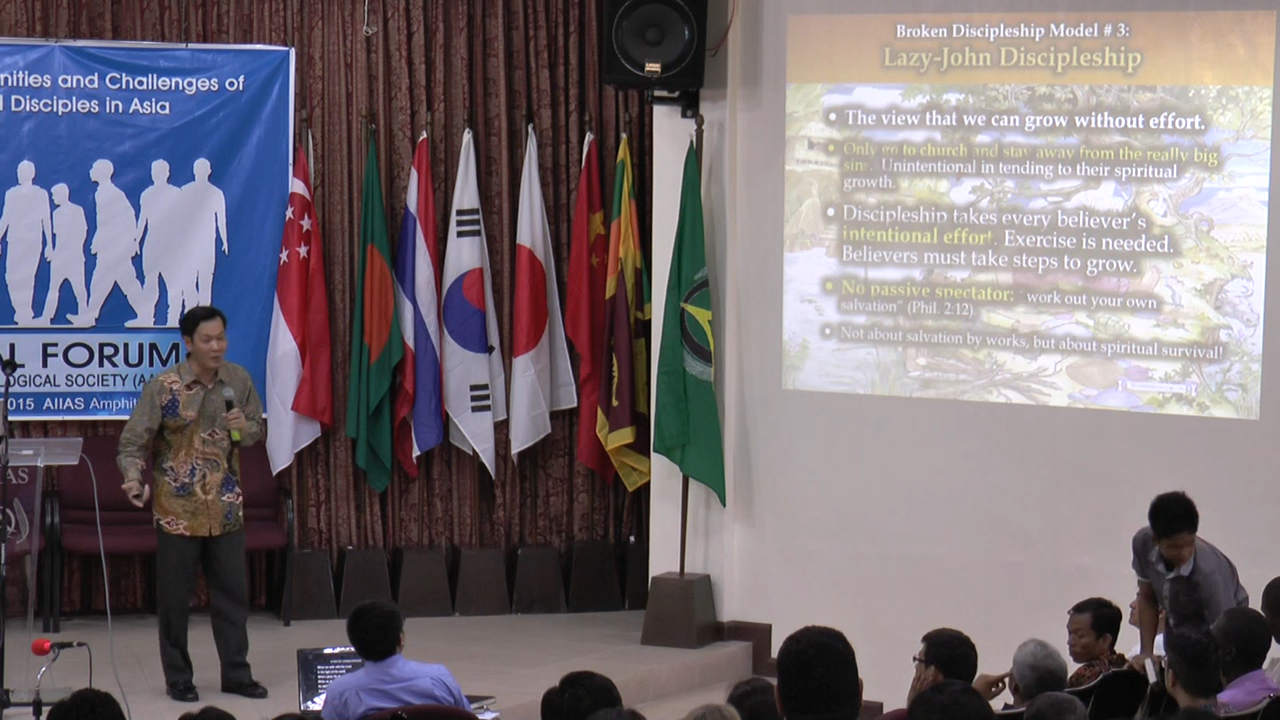 nities and Challenges of
l Disciples in Asia
AL FORUM
OGICAL SOCIETY (AA
2015 AIIAS Amphit
Broken Discipleship Model # 3:
Lazy-John Discipleship
• The view that we can grow without effort.
• Only go to church and stay away from the really big
sins. Unintentional in tending to their spiritual
growth.
• Discipleship takes every believer's
intentional effort. Exercise is needed.
Believers must take steps to grow.
• No passive spectator; "work out your own
salvation" (Phil. 2:12)
• Not about salvation by works, but about spiritual survival!